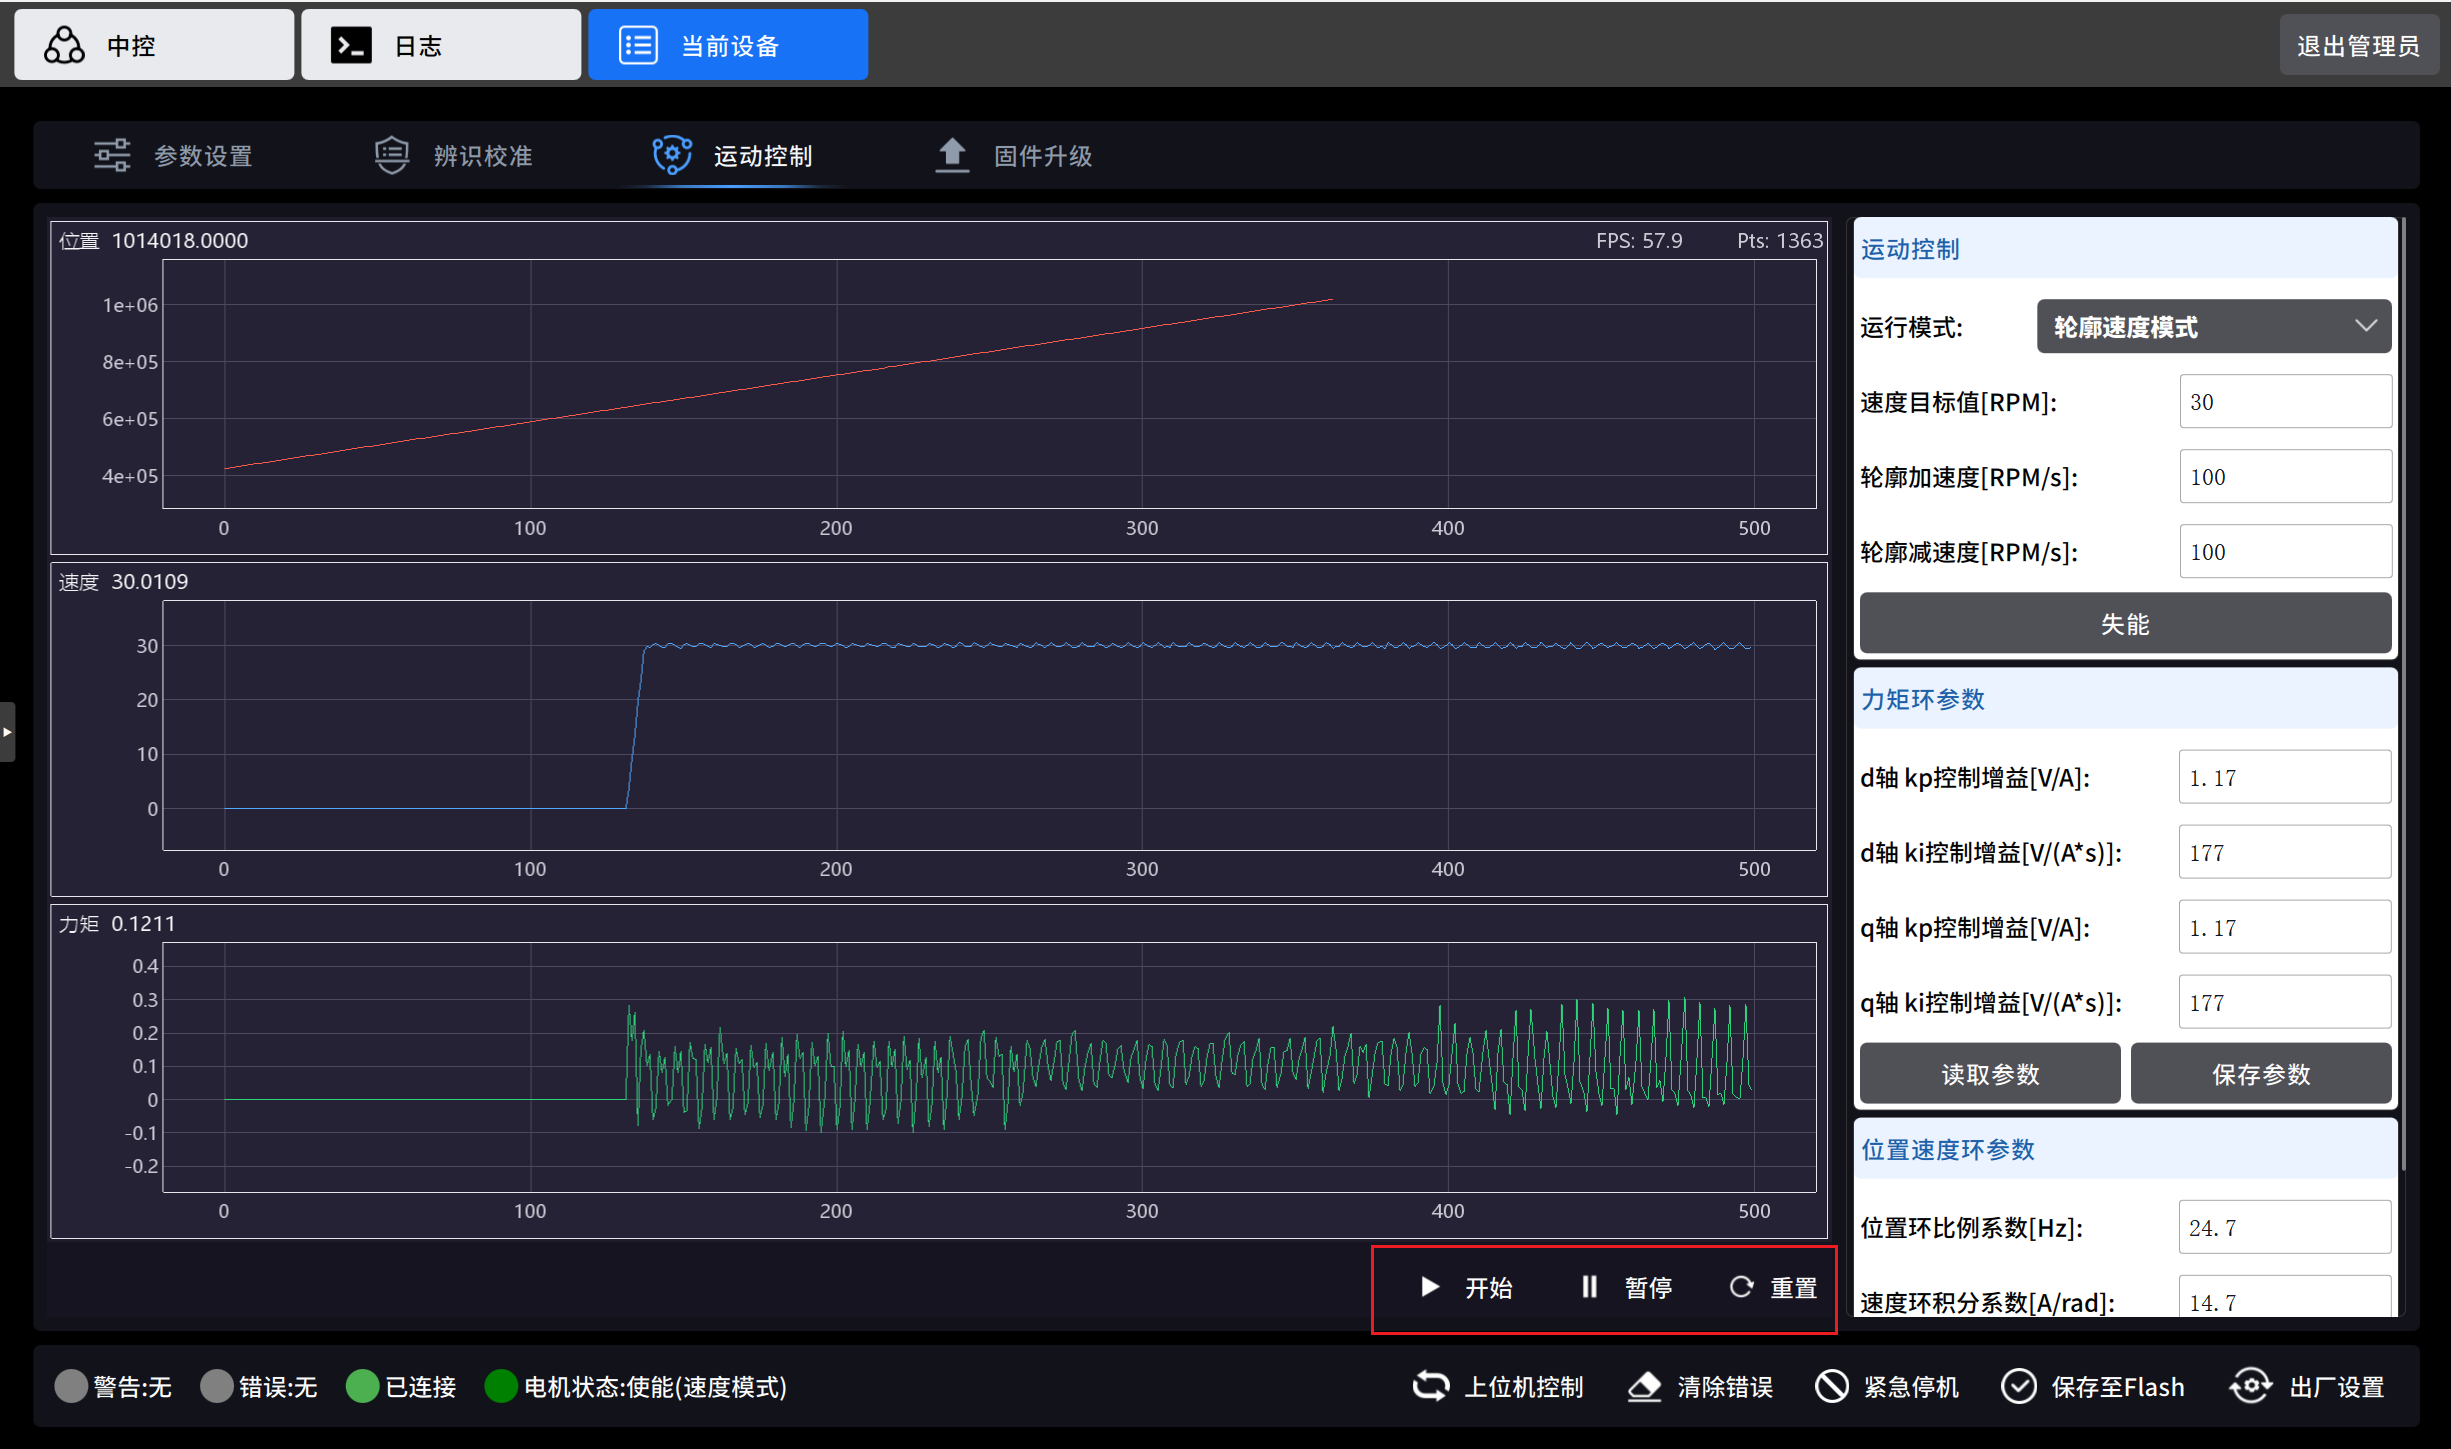 中控
日志
当前设备
退出管理员
参数设置
辨识校准
运动控制
固件升级
位置 1014018.0000
FPS: 57.9
Pts: 1363
1e+06
8e+05
6e+05
4e+05
0 100 200 300 400 500
速度 30.0109
30
20
10
0
0 100 200 300 400 500
力矩 0.1211
0.4
0.3
0.2
0.1
0
-0.1
-0.2
0 100 200 300 400 500
开始
暂停
重置
运动控制
运行模式: 轮廓速度模式
速度目标值[RPM]: 30
轮廓加速度[RPM/s]: 100
轮廓减速度[RPM/s]: 100
失能
力矩环参数
d轴 kp控制增益[V/A]: 1.17
d轴 ki控制增益[V/(A*s)]: 177
q轴 kp控制增益[V/A]: 1.17
q轴 ki控制增益[V/(A*s)]: 177
读取参数 保存参数
位置速度环参数
位置环比例系数[Hz]: 24.7
速度环积分系数[A/rad]: 14.7
警告:无
错误:无
已连接
电机状态:使能(速度模式)
上位机控制
清除错误
紧急停机
保存至Flash
出厂设置